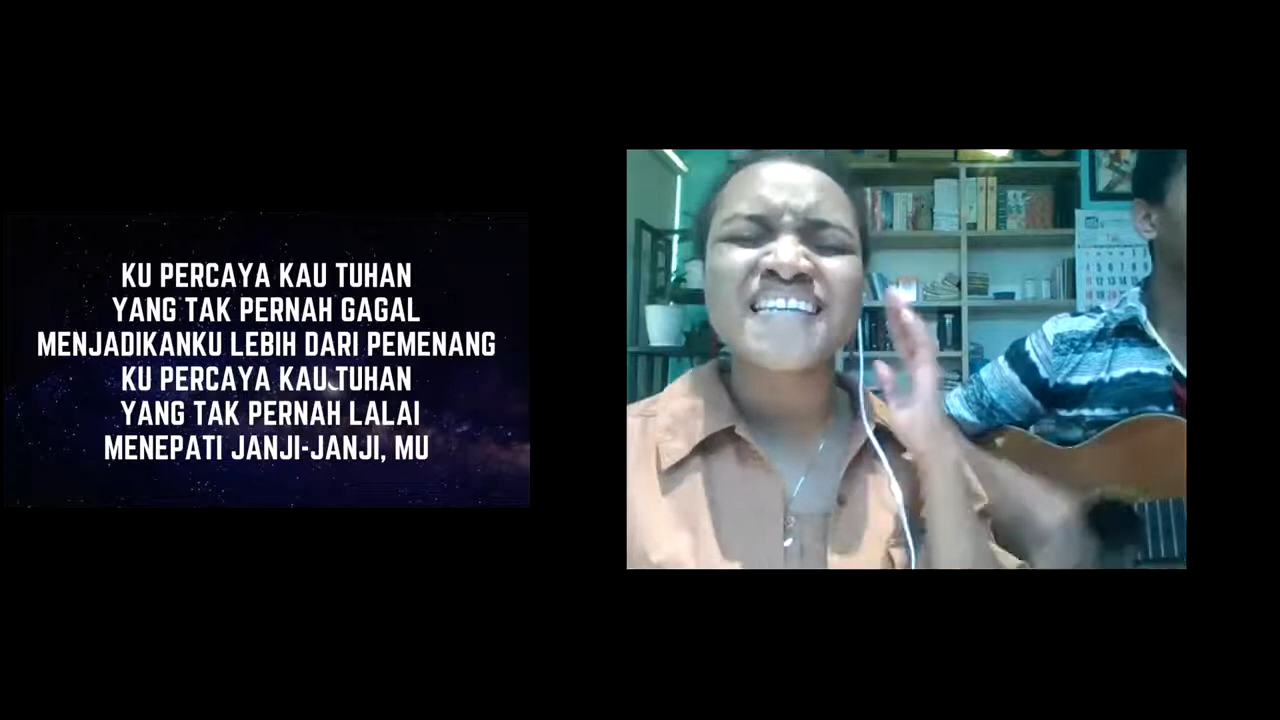 KU PERCAYA KAU TUHAN
YANG TAK PERNAH GAGAL
MENJADIKANKU LEBIH DARI PEMENANG
KU PERCAYA KAU TUHAN
YANG TAK PERNAH LALAI
MENEPATI JANJI-JANJI, MU